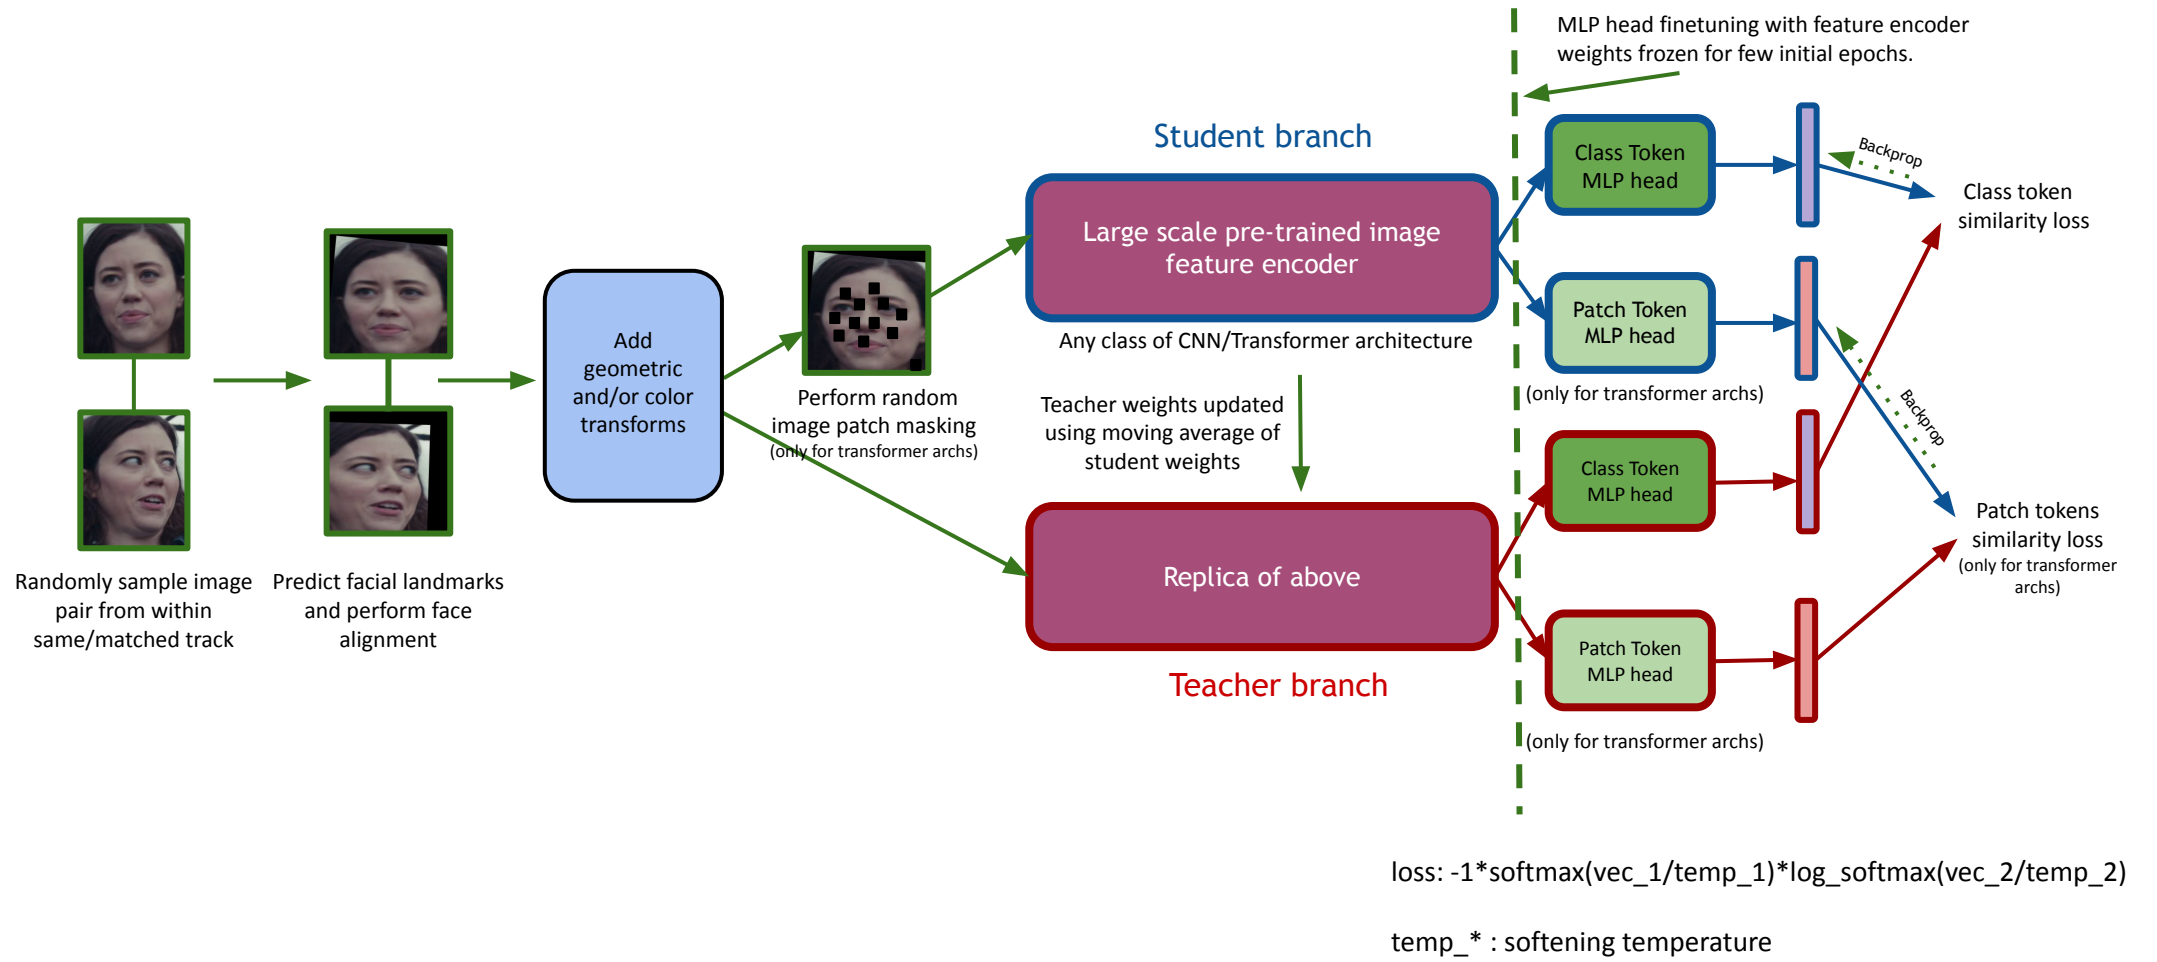 MLP head finetuning with feature encoder
weights frozen for few initial epochs.
Student branch
Class Token
MLP head
Backprop
Class token
similarity loss
Large scale pre-trained image
feature encoder
Any class of CNN/Transformer architecture
Patch Token
MLP head
(only for transformer archs)
Add
geometric
and/or color
transforms
Perform random
image patch masking
(only for transformer archs)
Teacher weights updated
using moving average of
student weights
Backprop
Class Token
MLP head
Patch tokens
similarity loss
(only for transformer
archs)
Randomly sample image
pair from within
same/matched track
Predict facial landmarks
and perform face
alignment
Replica of above
Teacher branch
Patch Token
MLP head
(only for transformer archs)
loss: -1*softmax(vec_1/temp_1)*log_softmax(vec_2/temp_2)
temp_* : softening temperature